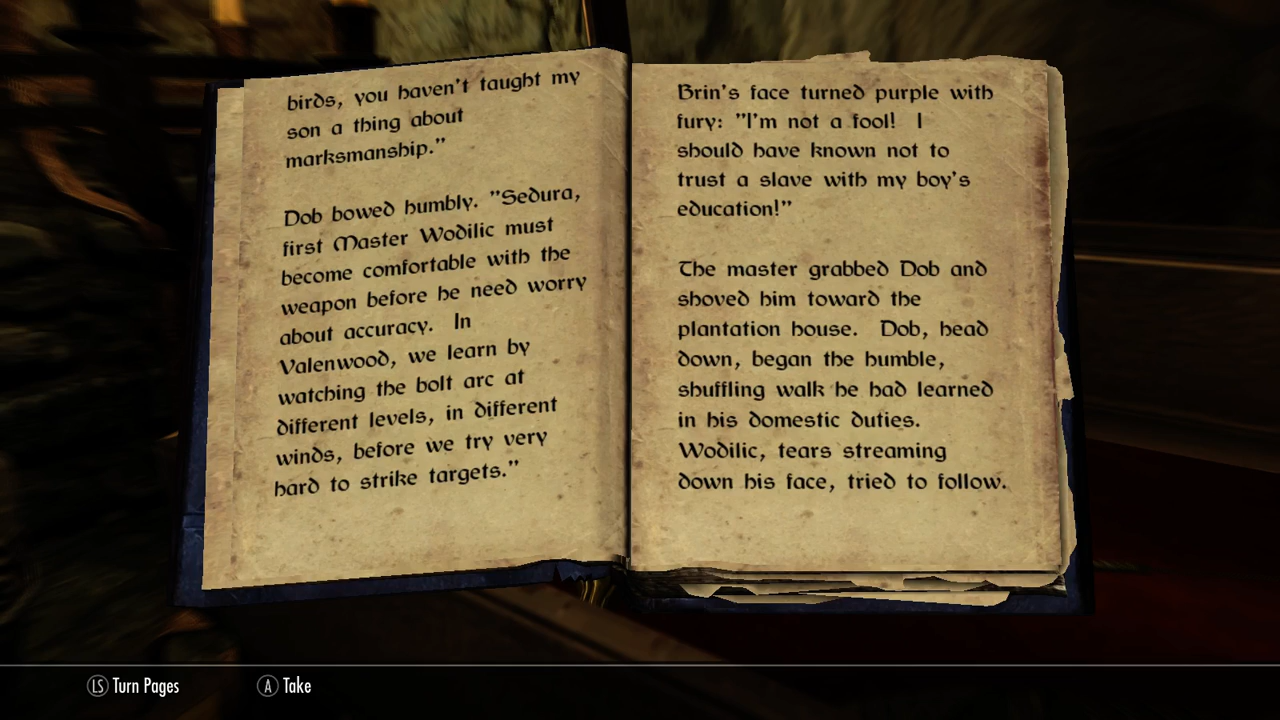 birds, you haven't taught my
son a thing about
marksmanship."
Dob bowed humbly. "Sedura,
first Master Wodilic must
become comfortable with the
weapon before he need worry
about accuracy. In
Valenwood, we learn by
watching the bolt arc at
different levels, in different
winds, before we try very
hard to strike targets."
Brin's face turned purple with
fury: "I'm not a fool! I
should have known not to
trust a slave with my boy's
education!"
The master grabbed Dob and
shoved him toward the
plantation house. Dob, head
down, began the humble,
shuffling walk he had learned
in his domestic duties.
Wodilic, tears streaming
down his face, tried to follow.
LS Turn Pages A Take